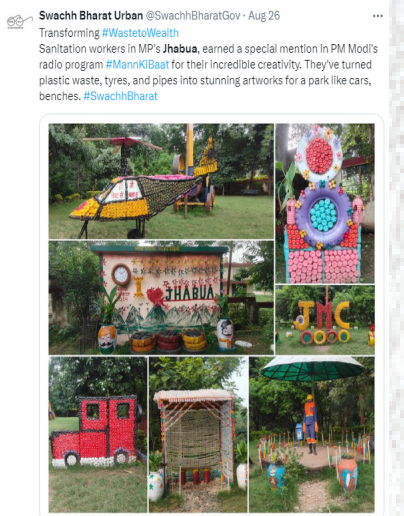 Swachh Bharat Urban @SwachhBharatGov · Aug 26
Transforming #WastetoWealth
Sanitation workers in MP's Jhabua, earned a special mention in PM Modi's
radio program #MannKiBaat for their incredible creativity. They've turned
plastic waste, tyres, and pipes into stunning artworks for a park like cars,
benches. #SwachhBharat
JHABUA
JMC